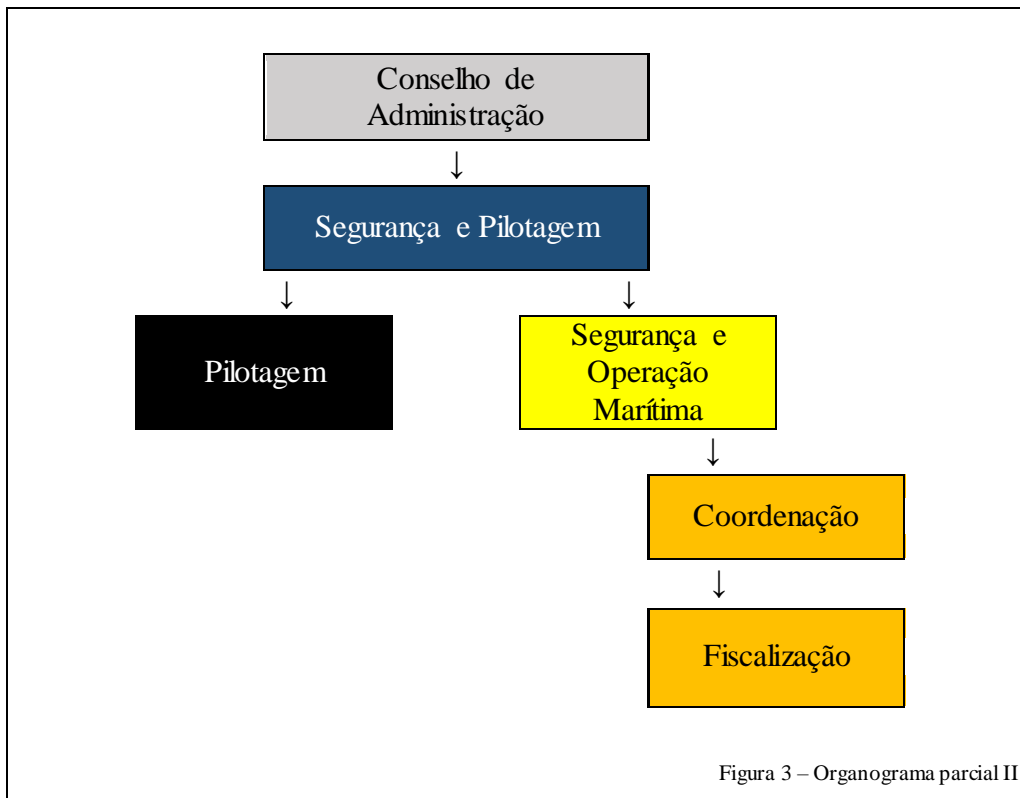 Conselho de
Administração
↓
Segurança e Pilotagem
↓ ↓
Pilotagem
Segurança e
Operação
Marítima
↓
Coordenação
↓
Fiscalização
Figura 3 – Organograma parcial II